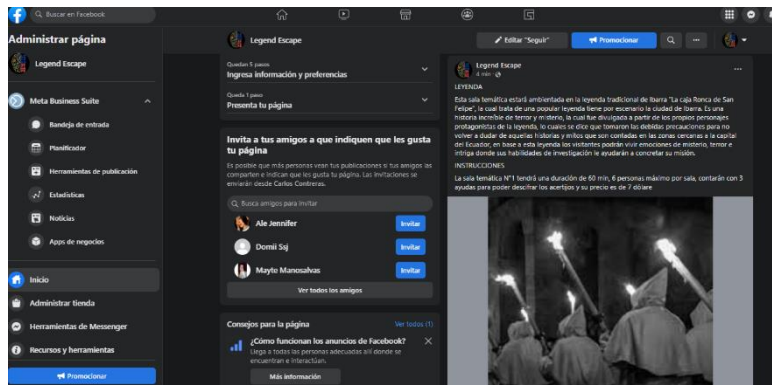 Buscar en Facebook
Administrar página
Legend Escape
Meta Business Suite
Bandeja de entrada
Planificador
Herramientas de publicación
Estadísticas
Noticias
Apps de negocios
Inicio
Administrar tienda
Herramientas de Messenger
Recursos y herramientas
Promocionar
Legend Escape
Editar "Seguir"
Promocionar
Quedan 5 pasos
Ingresa información y preferencias
Queda 1 paso
Presenta tu página
Invita a tus amigos a que indiquen que les gusta
tu página
Es posible que más personas vean tus publicaciones si tus amigos las
comparten e indican que les gusta tu página. Las invitaciones se
enviarán desde Carlos Contreras.
Busca amigos para invitar
Ale Jennifer
Invitar
Domii Ssj
Invitar
Mayte Manosalvas
Invitar
Ver todos los amigos
Consejos para la página
Ver todos (1)
¿Cómo funcionan los anuncios de Facebook?
Llega a todas las personas adecuadas allí donde se
encuentran e interactúan.
Más información
Legend Escape
4 min
LEYENDA
Esta sala temática estará ambientada en la leyenda tradicional de Ibarra "La caja Ronca de San
Felipe", la cual trata de una popular leyenda tiene por escenario la ciudad de Ibarra. Es una
historia increíble de terror y misterio, la cual fue divulgada a partir de los propios personajes
protagonistas de la leyenda, lo cuales se dice que tomaron las debidas precauciones para no
volver a dudar de aquellas historias y mitos que son contadas en las zonas cercanas a la capital
del Ecuador, en base a esta leyenda los visitantes podrán vivir emociones de misterio, terror e
intriga donde sus habilidades de investigación le ayudarán a concretar su misión.
INSTRUCCIONES
La sala temática N°1 tendrá una duración de 60 min, 6 personas máximo por sala, contarán con 3
ayudas para poder descifrar los acertijos y su precio es de 7 dólare